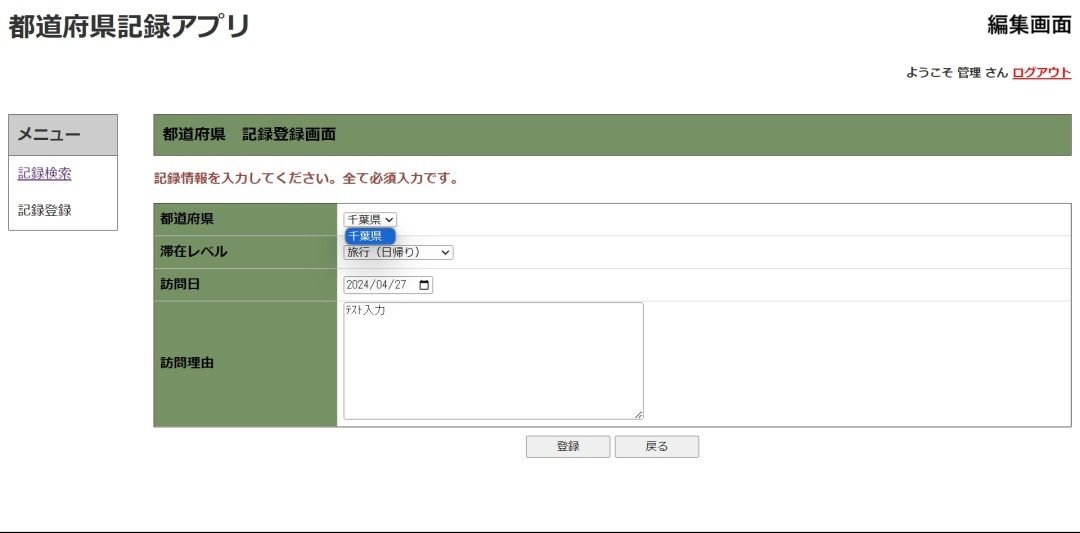 都道府県記録アプリ
編集画面
ようこそ 管理 さん ログアウト
メニュー
記録検索
記録登録
都道府県　記録登録画面
記録情報を入力してください。全て必須入力です。
都道府県
千葉県
千葉県
滞在レベル
旅行（日帰り）
訪問日
2024/04/27
訪問理由
ﾃｽﾄ入力
登録
戻る